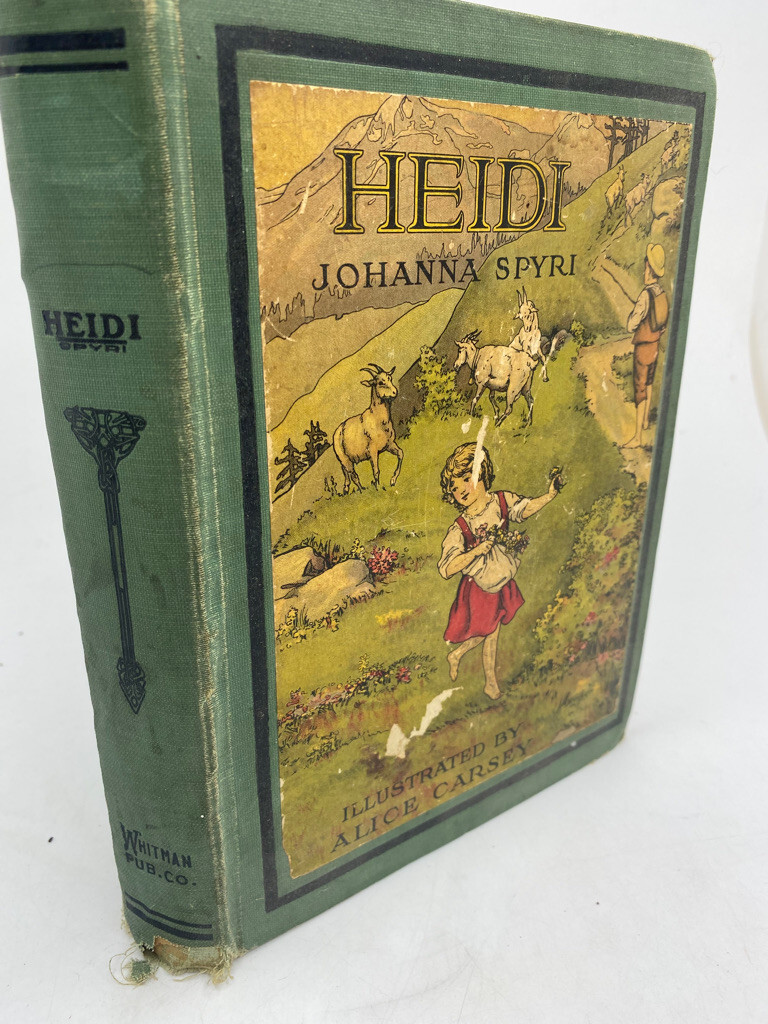 HEIDI
SPYRI
WHITMAN
PUB.CO.
HEIDI
JOHANNA SPYRI
ILLUSTRATED BY
ALICE CARSEY